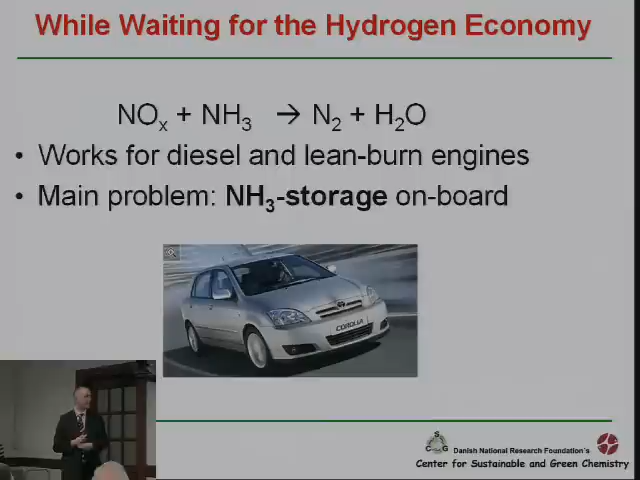 While Waiting for the Hydrogen Economy
NOₓ + NH₃ → N₂ + H₂O
• Works for diesel and lean-burn engines
• Main problem: NH₃-storage on-board
COROLLA
C S G
Danish National Research Foundation's
Center for Sustainable and Green Chemistry